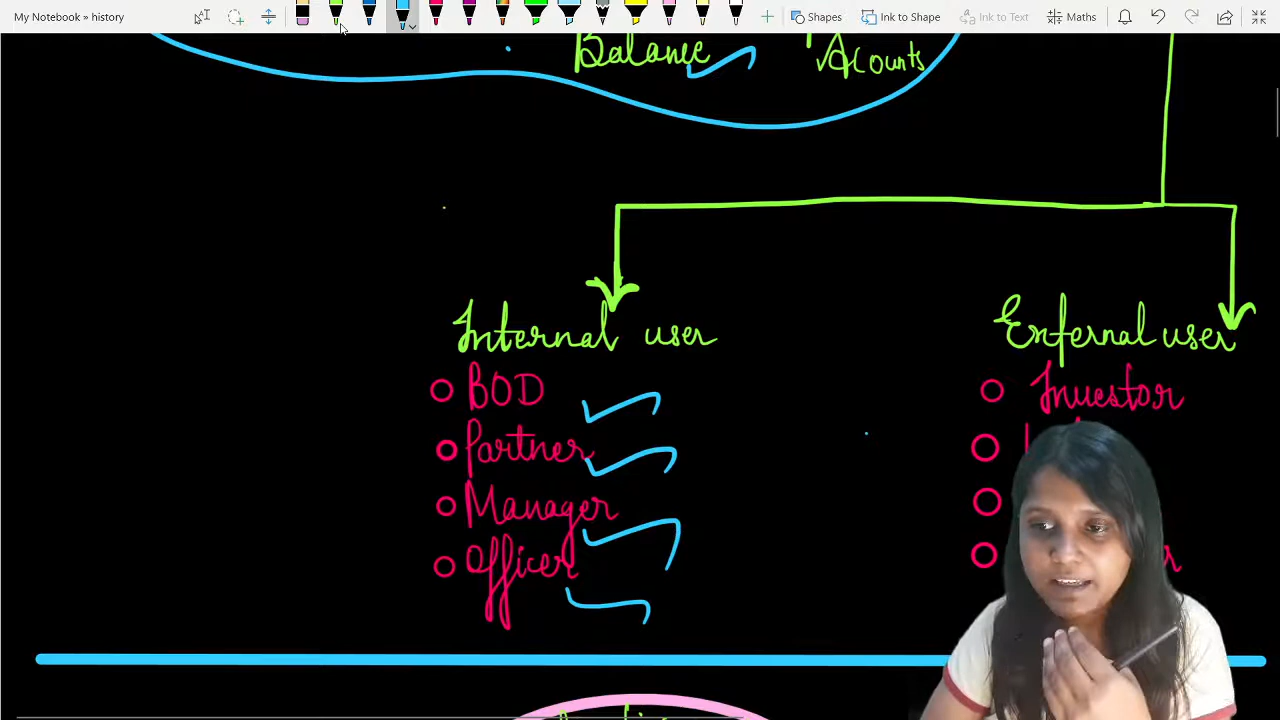 My Notebook » history
Shapes
Ink to Shape
Ink to Text
Maths
Balance
Acounts
Internal user
External user
BOD
Investor
Partner
Manager
Officer